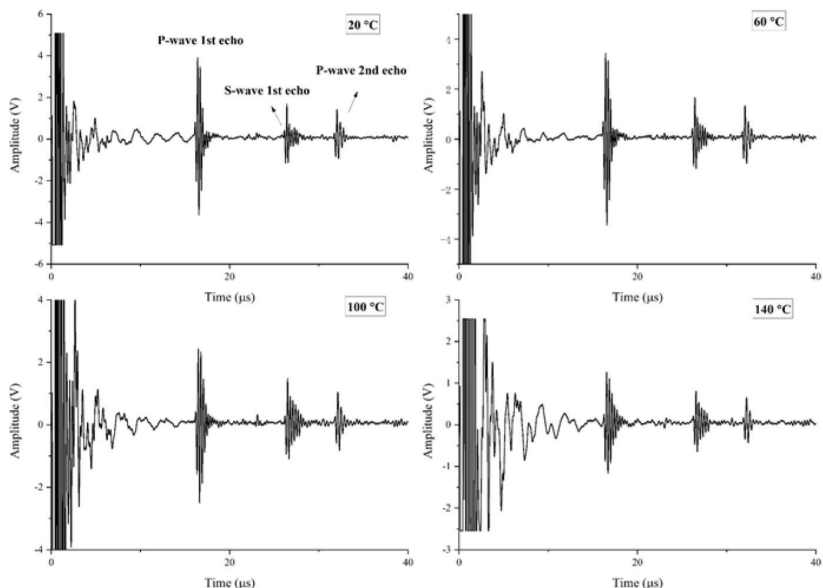 20 °C
6
4
2
0
-2
-4
-6
Amplitude (V)
P-wave 1st echo
S-wave 1st echo
P-wave 2nd echo
0
20
40
Time (μs)
60 °C
4
2
0
-2
-4
Amplitude (V)
0
20
40
Time (μs)
100 °C
4
2
0
-2
-4
Amplitude (V)
0
20
40
Time (μs)
140 °C
3
2
1
0
-1
-2
-3
Amplitude (V)
0
20
40
Time (μs)